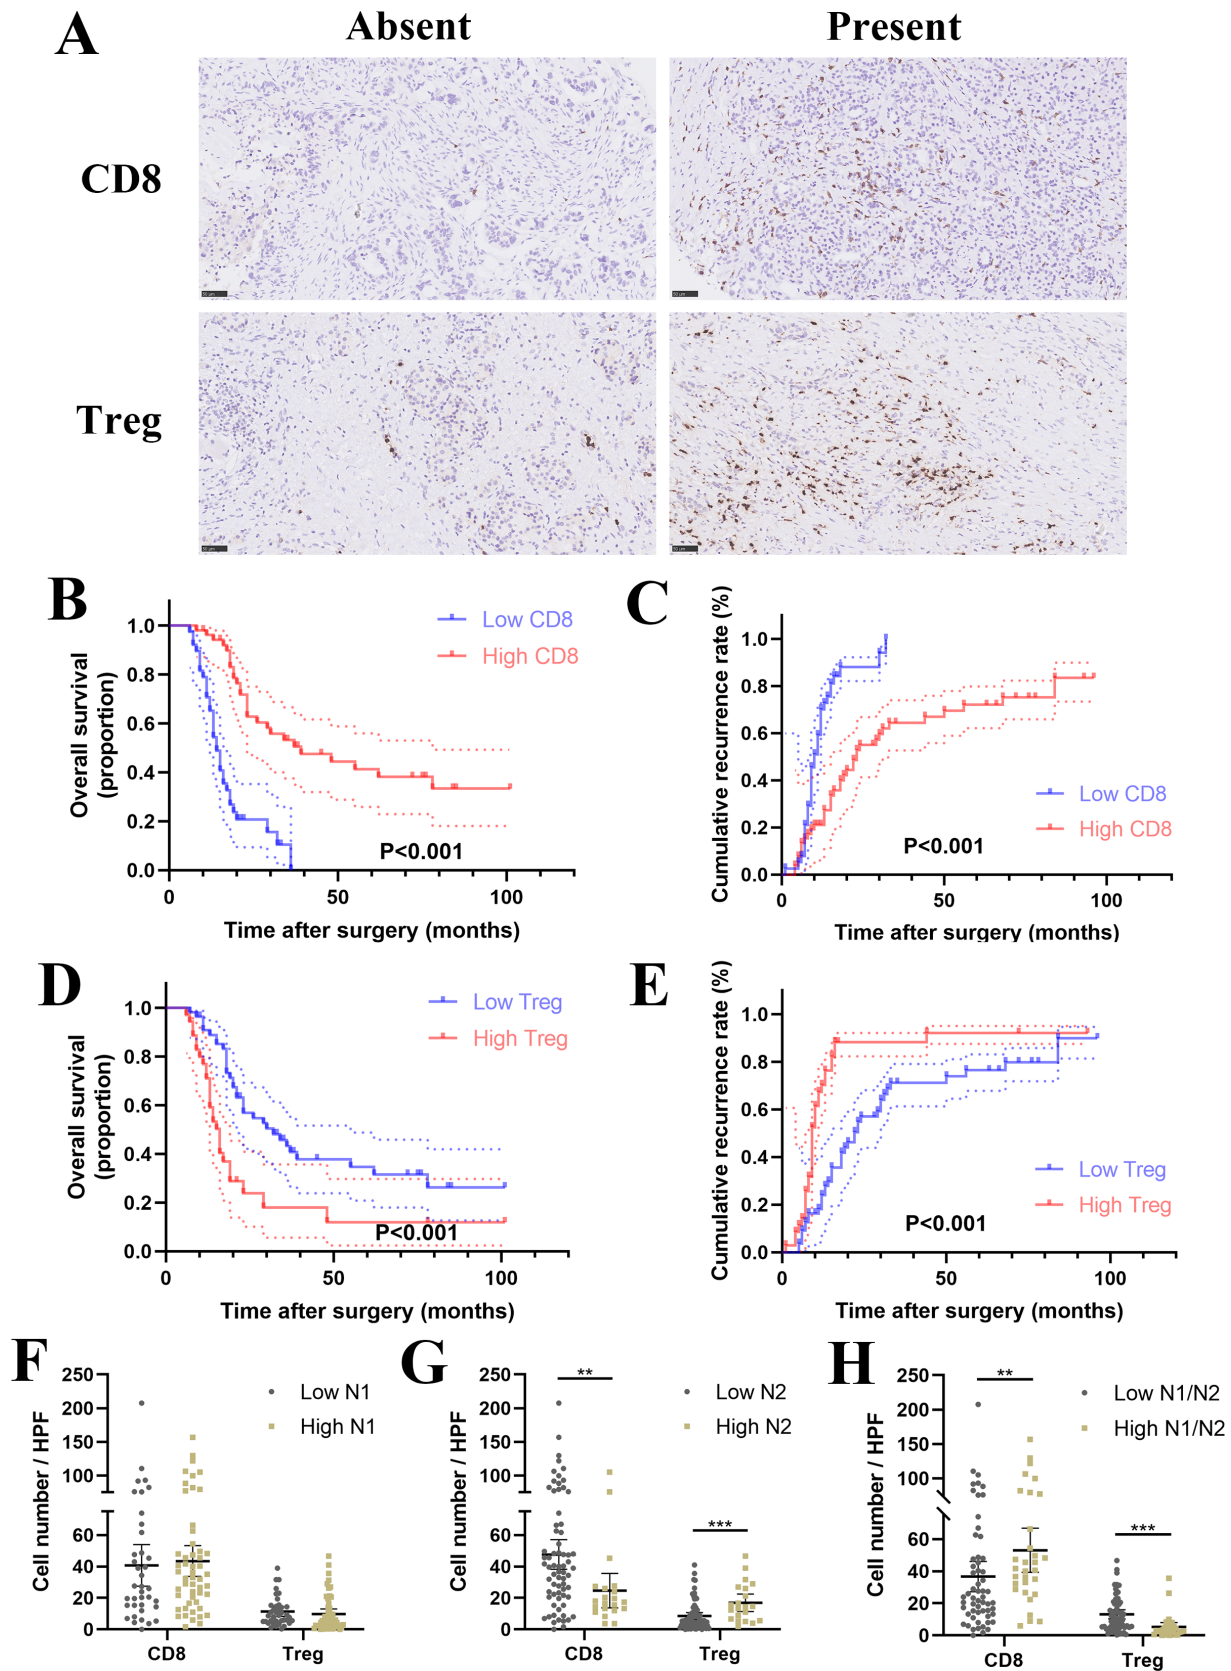 A
Absent
Present
CD8
50 μm
50 μm
Treg
50 μm
50 μm
B
Overall survival
(proportion)
1.0
0.8
0.6
0.4
0.2
0.0
Low CD8
High CD8
P<0.001
0
50
100
Time after surgery (months)
C
Cumulative recurrence rate (%)
1.0
0.8
0.6
0.4
0.2
0.0
Low CD8
High CD8
P<0.001
0
50
100
Time after surgery (months)
D
Overall survival
(proportion)
1.0
0.8
0.6
0.4
0.2
0.0
Low Treg
High Treg
P<0.001
0
50
100
Time after surgery (months)
E
Cumulative recurrence rate (%)
1.0
0.8
0.6
0.4
0.2
0.0
Low Treg
High Treg
P<0.001
0
50
100
Time after surgery (months)
F
Cell number / HPF
250
200
150
100
60
40
20
0
Low N1
High N1
CD8
Treg
G
Cell number / HPF
250
200
150
100
60
40
20
0
**
***
Low N2
High N2
CD8
Treg
H
Cell number / HPF
250
200
150
100
60
40
20
0
**
***
Low N1/N2
High N1/N2
CD8
Treg